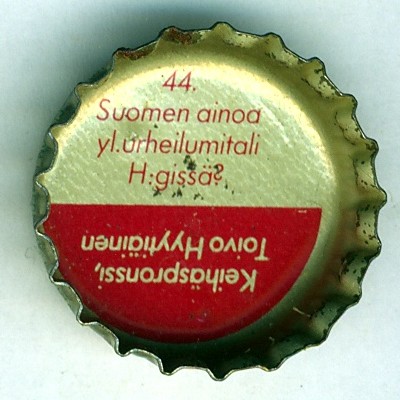 44.
Suomen ainoa
yl.urheilumitali
H:gissä?
Keihäspronssi,
Toivo Hyytiäinen